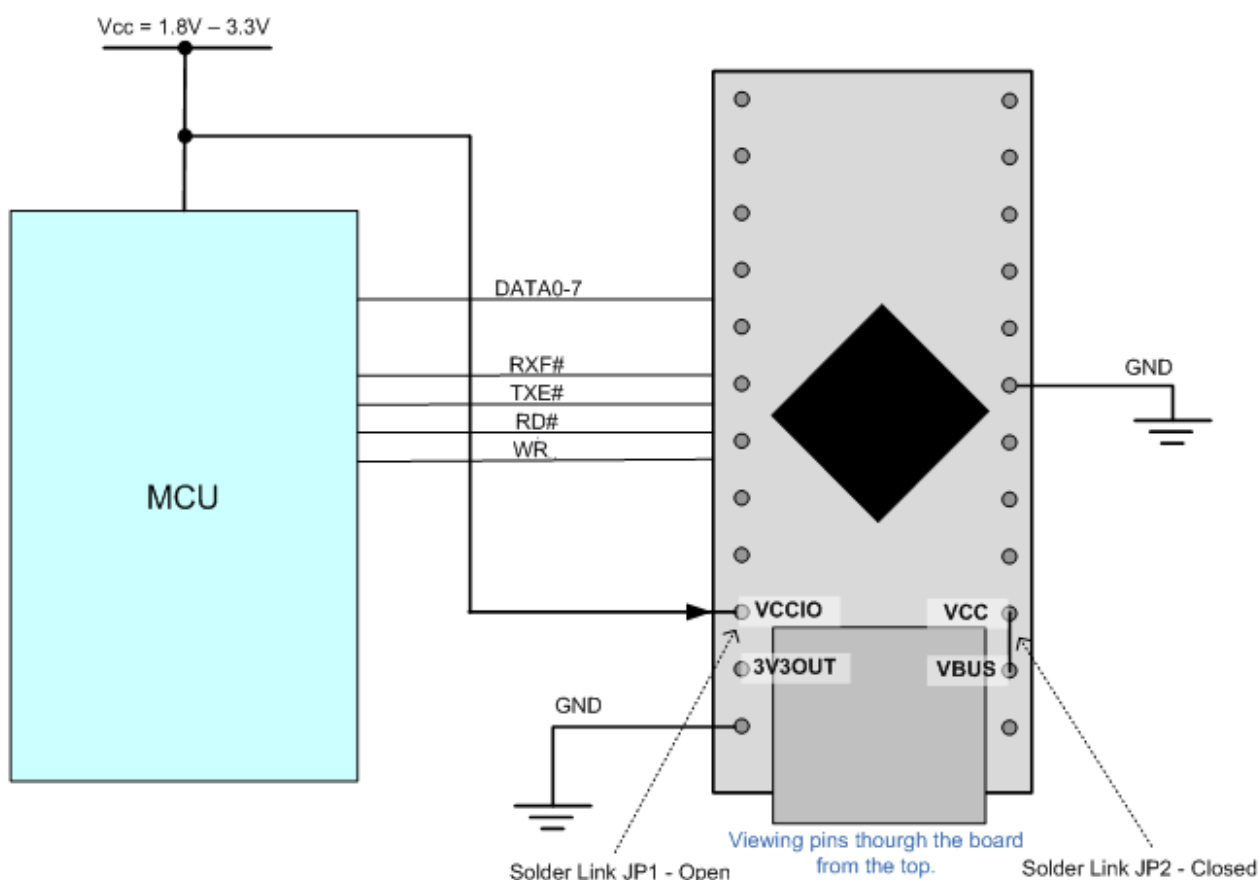 Vcc = 1.8V – 3.3V
DATA0-7
RXF#
TXE#
RD#
WR
GND
MCU
VCCIO
VCC
3V3OUT
VBUS
GND
Viewing pins thourgh the board
from the top.
Solder Link JP1 - Open
Solder Link JP2 - Closed